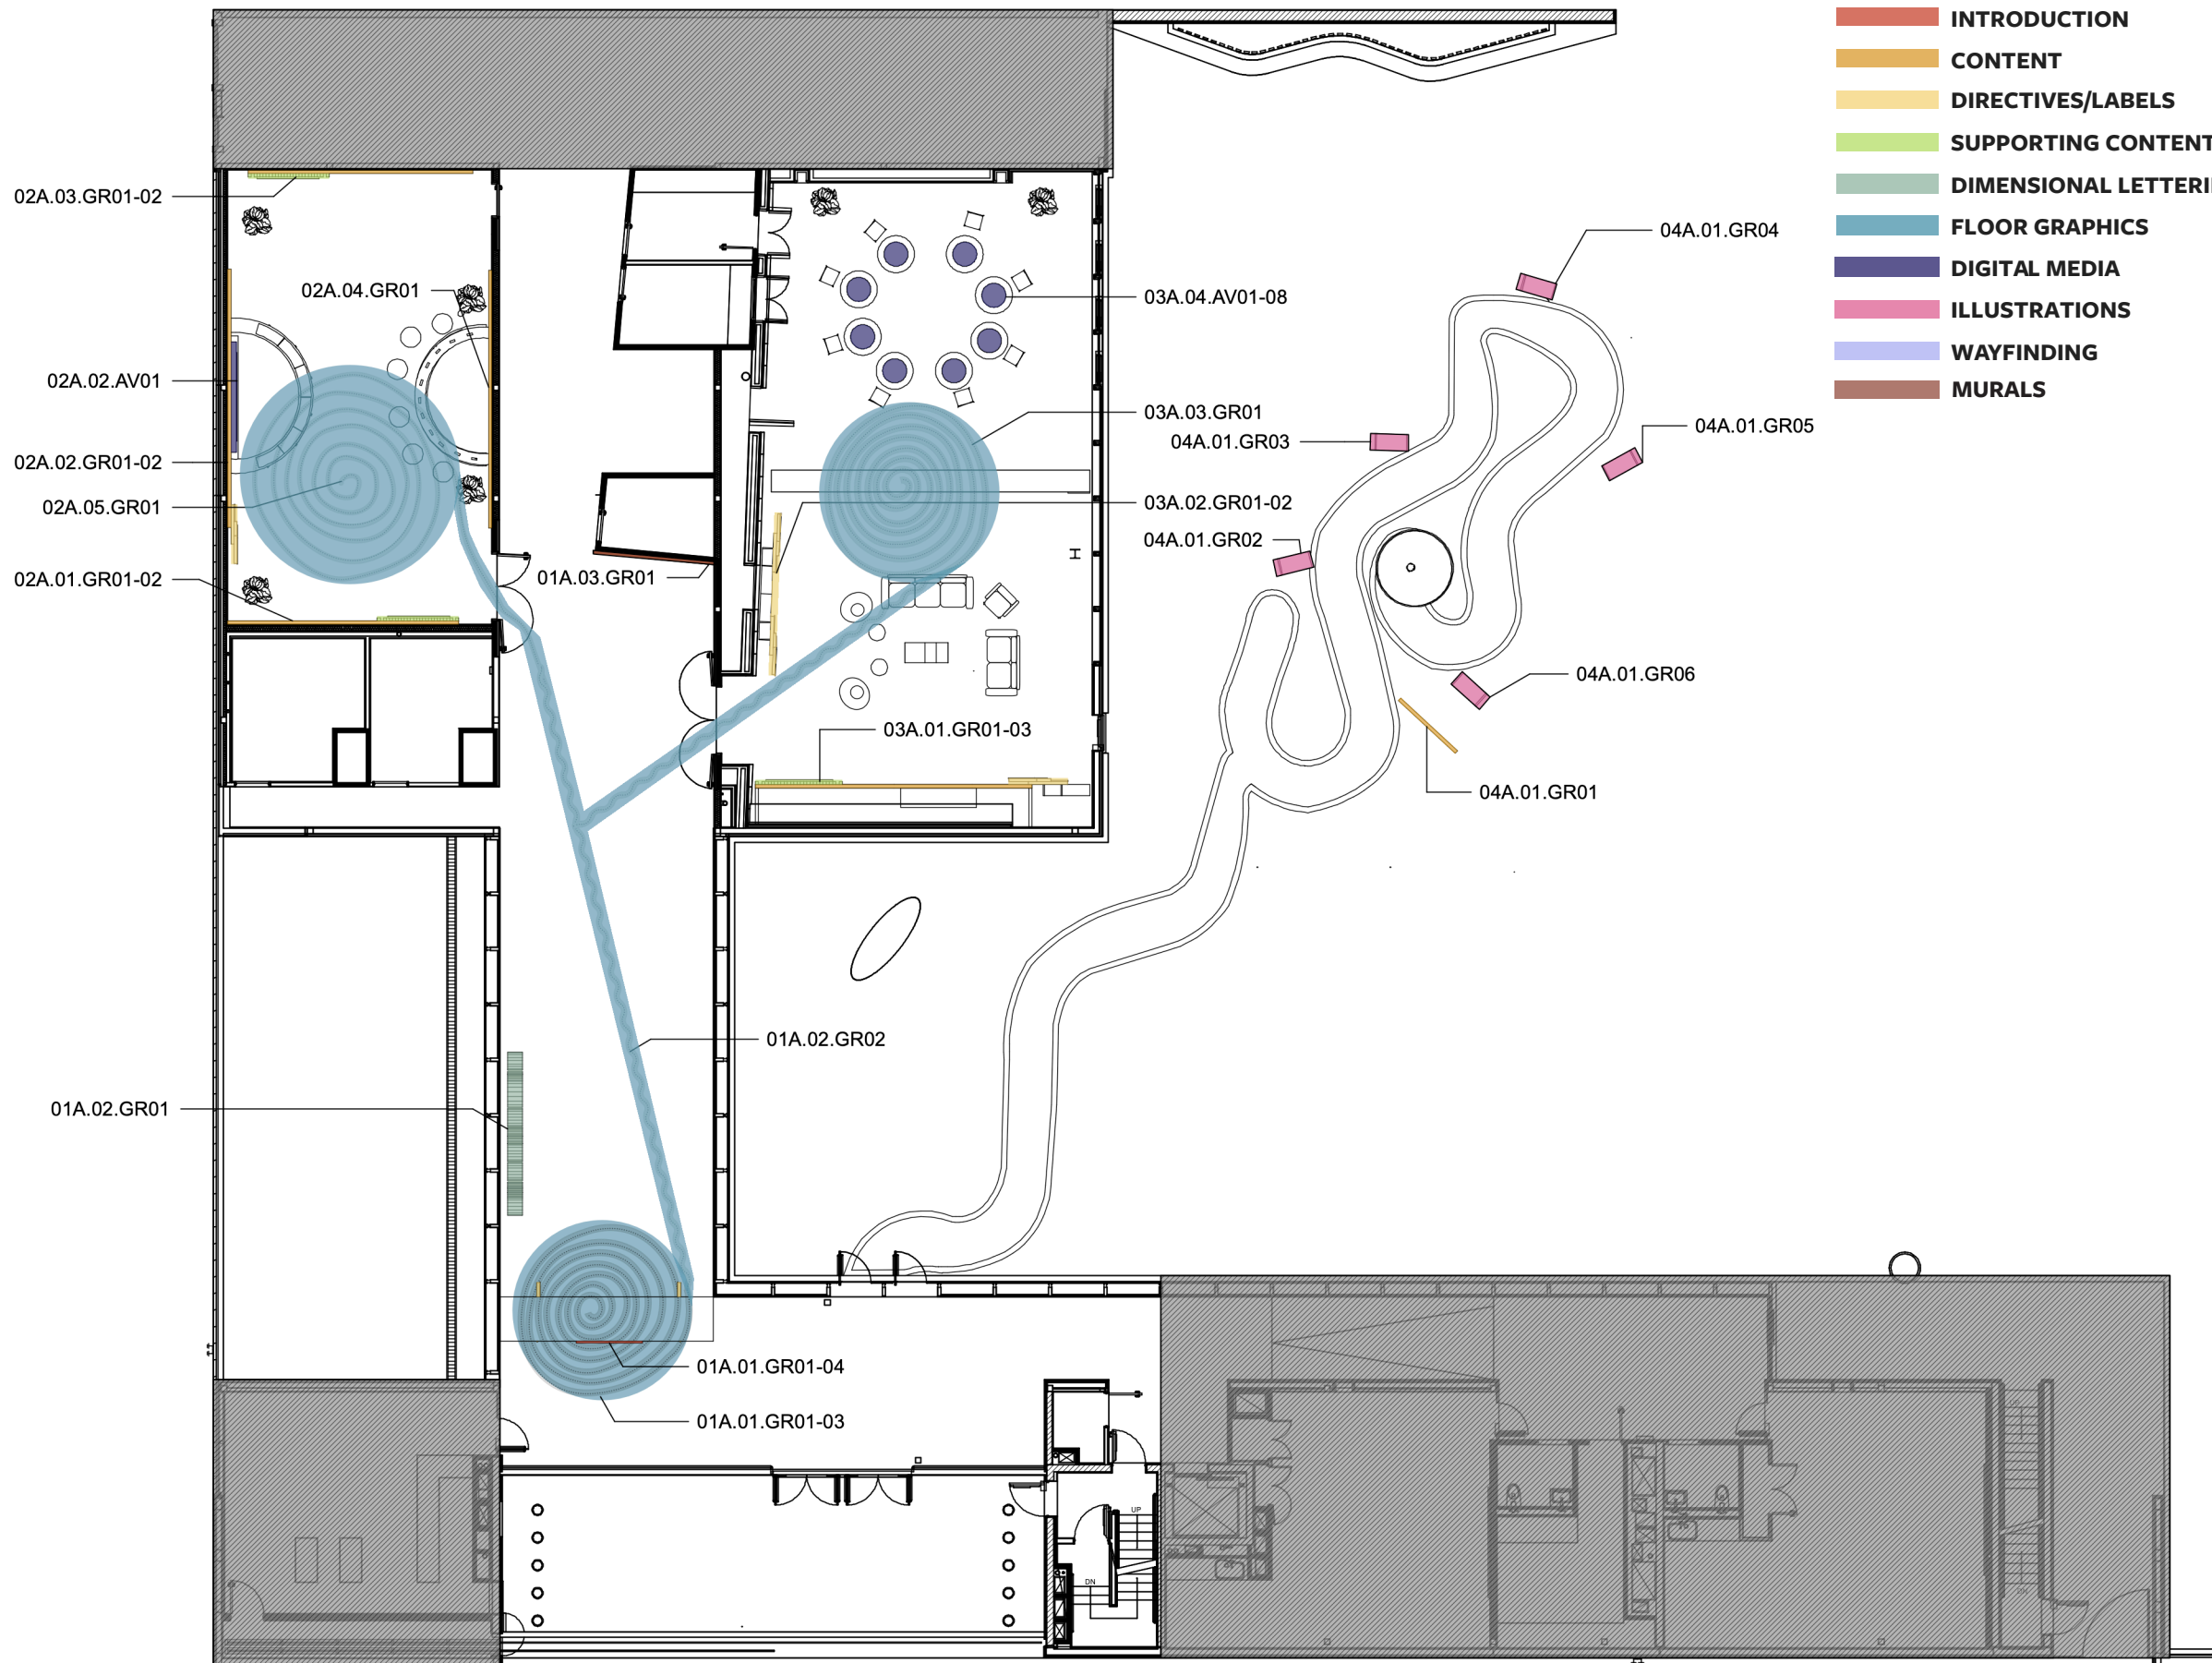 INTRODUCTION
CONTENT
DIRECTIVES/LABELS
SUPPORTING CONTENT
DIMENSIONAL LETTERI
FLOOR GRAPHICS
DIGITAL MEDIA
ILLUSTRATIONS
WAYFINDING
MURALS
02A.03.GR01-02
04A.01.GR04
02A.04.GR01
03A.04.AV01-08
02A.02.AV01
03A.03.GR01
04A.01.GR05
04A.01.GR03
02A.02.GR01-02
03A.02.GR01-02
02A.05.GR01
04A.01.GR02
H
01A.03.GR01
02A.01.GR01-02
04A.01.GR06
03A.01.GR01-03
04A.01.GR01
01A.02.GR02
01A.02.GR01
01A.01.GR01-04
01A.01.GR01-03
UP
DN
DN